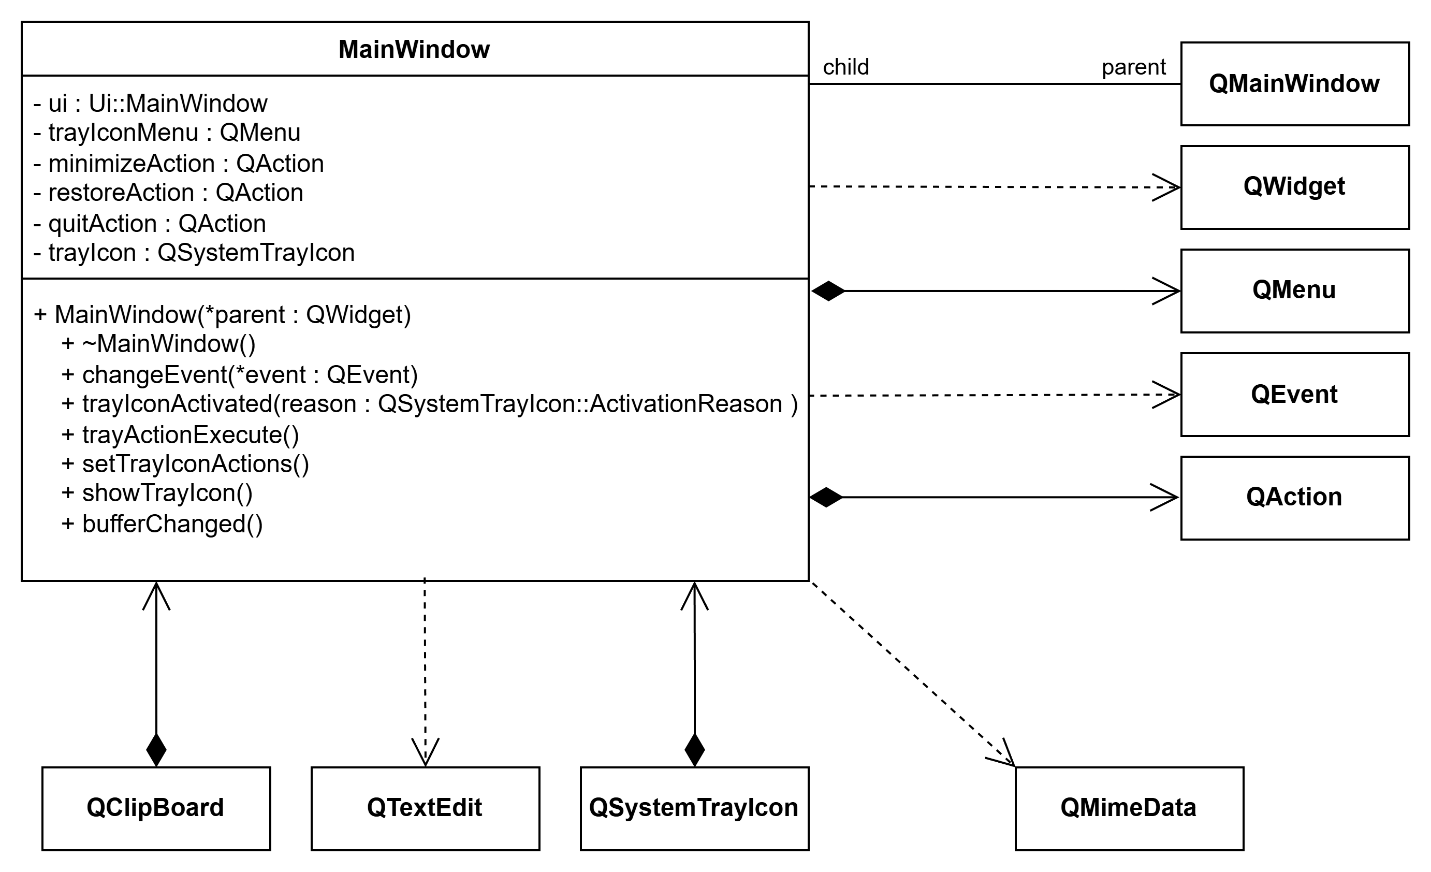 MainWindow
- ui : Ui::MainWindow
- trayIconMenu : QMenu
- minimizeAction : QAction
- restoreAction : QAction
- quitAction : QAction
- trayIcon : QSystemTrayIcon
+ MainWindow(*parent : QWidget)
+ ~MainWindow()
+ changeEvent(*event : QEvent)
+ trayIconActivated(reason : QSystemTrayIcon::ActivationReason )
+ trayActionExecute()
+ setTrayIconActions()
+ showTrayIcon()
+ bufferChanged()
child
parent
QMainWindow
QWidget
QMenu
QEvent
QAction
QClipBoard
QTextEdit
QSystemTrayIcon
QMimeData